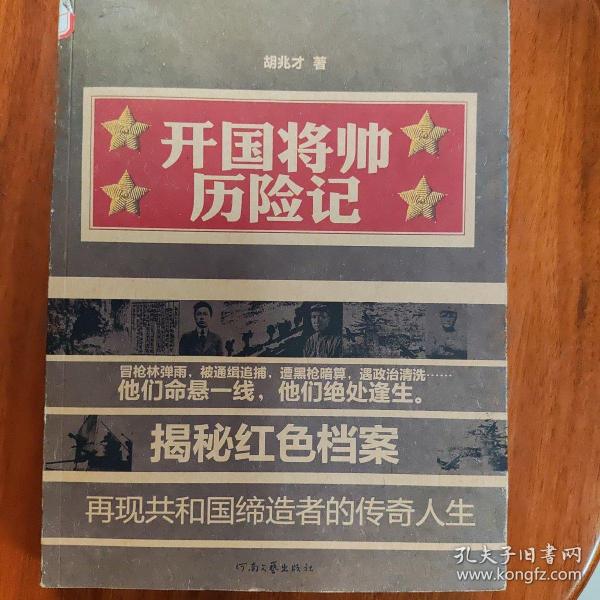 胡兆才 著
开国将帅
历险记
冒枪林弹雨，被通缉追捕，遭黑枪暗算，遇政治清洗……
他们命悬一线，他们绝处逢生。
揭秘红色档案
再现共和国缔造者的传奇人生
河南文艺出版社
孔夫子旧书网
www.kongfz.com